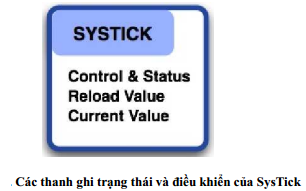 SYSTICK
Control & Status
Reload Value
Current Value
. Các thanh ghi trạng thái và điều khiển của SysTick